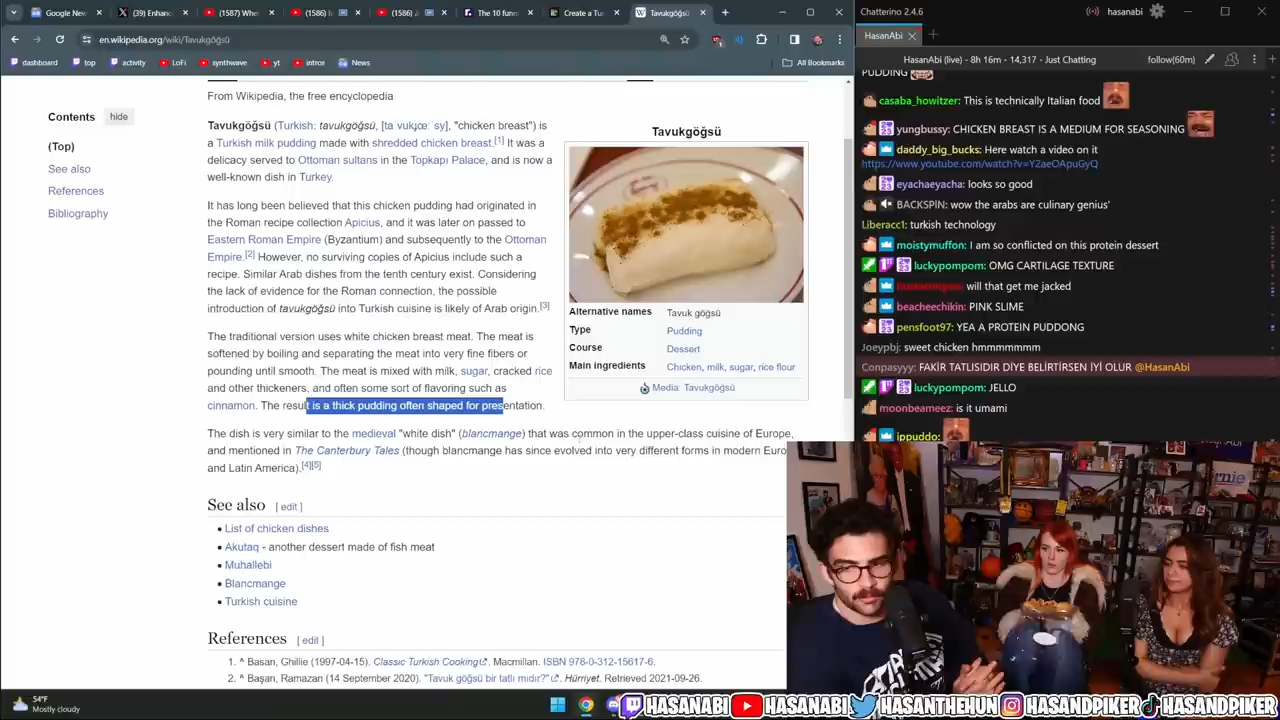 Google New
(2) Enhanc
(1587) Whe
(1586) I
(1586)
The 10 funn
Create a Tur
Tavukgöğs
en.wikipedia.org/wiki/Tavukgöğsü
dashboard
top
activity
LoFi
synthwave
yt
intro
News
All Bookmarks
From Wikipedia, the free encyclopedia
Contents
hide
(Top)
See also
References
Bibliography
Tavukgöğsü (Turkish: tavukgöğsü, [ta vukɟœːˈsy], "chicken breast") is
a Turkish milk pudding made with shredded chicken breast.[1] It was a
delicacy served to Ottoman sultans in the Topkapı Palace, and is now a
well-known dish in Turkey.
It has long been believed that this chicken pudding had originated in
the Roman recipe collection Apicius, and it was later on passed to
Eastern Roman Empire (Byzantium) and subsequently to the Ottoman
Empire.[2] However, no surviving copies of Apicius include such a
recipe. Similar Arab dishes from the tenth century exist. Considering
the lack of evidence for the Roman connection, the possible
introduction of tavukgöğsü into Turkish cuisine is likely of Arab origin.[3]
The traditional version uses white chicken breast meat. The meat is
softened by boiling and separating the meat into very fine fibers or
pounding until smooth. The meat is mixed with milk, sugar, cracked rice
and other thickeners, and often some sort of flavoring such as
cinnamon. The result is a thick pudding often shaped for presentation.
The dish is very similar to the medieval "white dish" (blancmange) that was common in the upper-class cuisine of Europe,
and mentioned in The Canterbury Tales (though blancmange has since evolved into very different forms in modern Euro
and Latin America).[4][5]
Tavukgöğsü
Alternative names Tavuk göğsü
Type Pudding
Course Dessert
Main ingredients Chicken, milk, sugar, rice flour
Media: Tavukgöğsü
See also [ edit ]
List of chicken dishes
Akutaq - another dessert made of fish meat
Muhallebi
Blancmange
Turkish cuisine
References [ edit ]
1. ^ Basan, Ghillie (1997-04-15). Classic Turkish Cooking. Macmillan. ISBN 978-0-312-15617-6.
2. ^ Başan, Ramazan (14 September 2020). "Tavuk göğsü bir tatlı mıdır?". Hürriyet. Retrieved 2021-09-26.
54°F
Mostly cloudy
Chatterino 2.4.6
hasanabi
HasanAbi
HasanAbi (live) - 8h 16m - 14,317 - Just Chatting
follow(60m)
PUDDING
casaba_howitzer: This is technically Italian food
yungbussy: CHICKEN BREAST IS A MEDIUM FOR SEASONING
daddy_big_bucks: Here watch a video on it
https://www.youtube.com/watch?v=Y2aeOApuGyQ
eyachaeyacha: looks so good
BACKSPIN: wow the arabs are culinary genius'
Liberacc1: turkish technology
moistymuffon: I am so conflicted on this protein dessert
luckypompom: OMG CARTILAGE TEXTURE
will that get me jacked
beacheechikin: PINK SLIME
pensfoot97: YEA A PROTEIN PUDDONG
Joeypbj: sweet chicken hmmmmmmm
Conpasyyy: FAKİR TATLISIDIR DİYE BELİRTİRSEN İYİ OLUR @HasanAbi
luckypompom: JELLO
moonbeameez: is it umami
ippuddo:
HASANABI
HASANABI
HASANTHEHUN
HASANDPIKER
HASANDPIKER